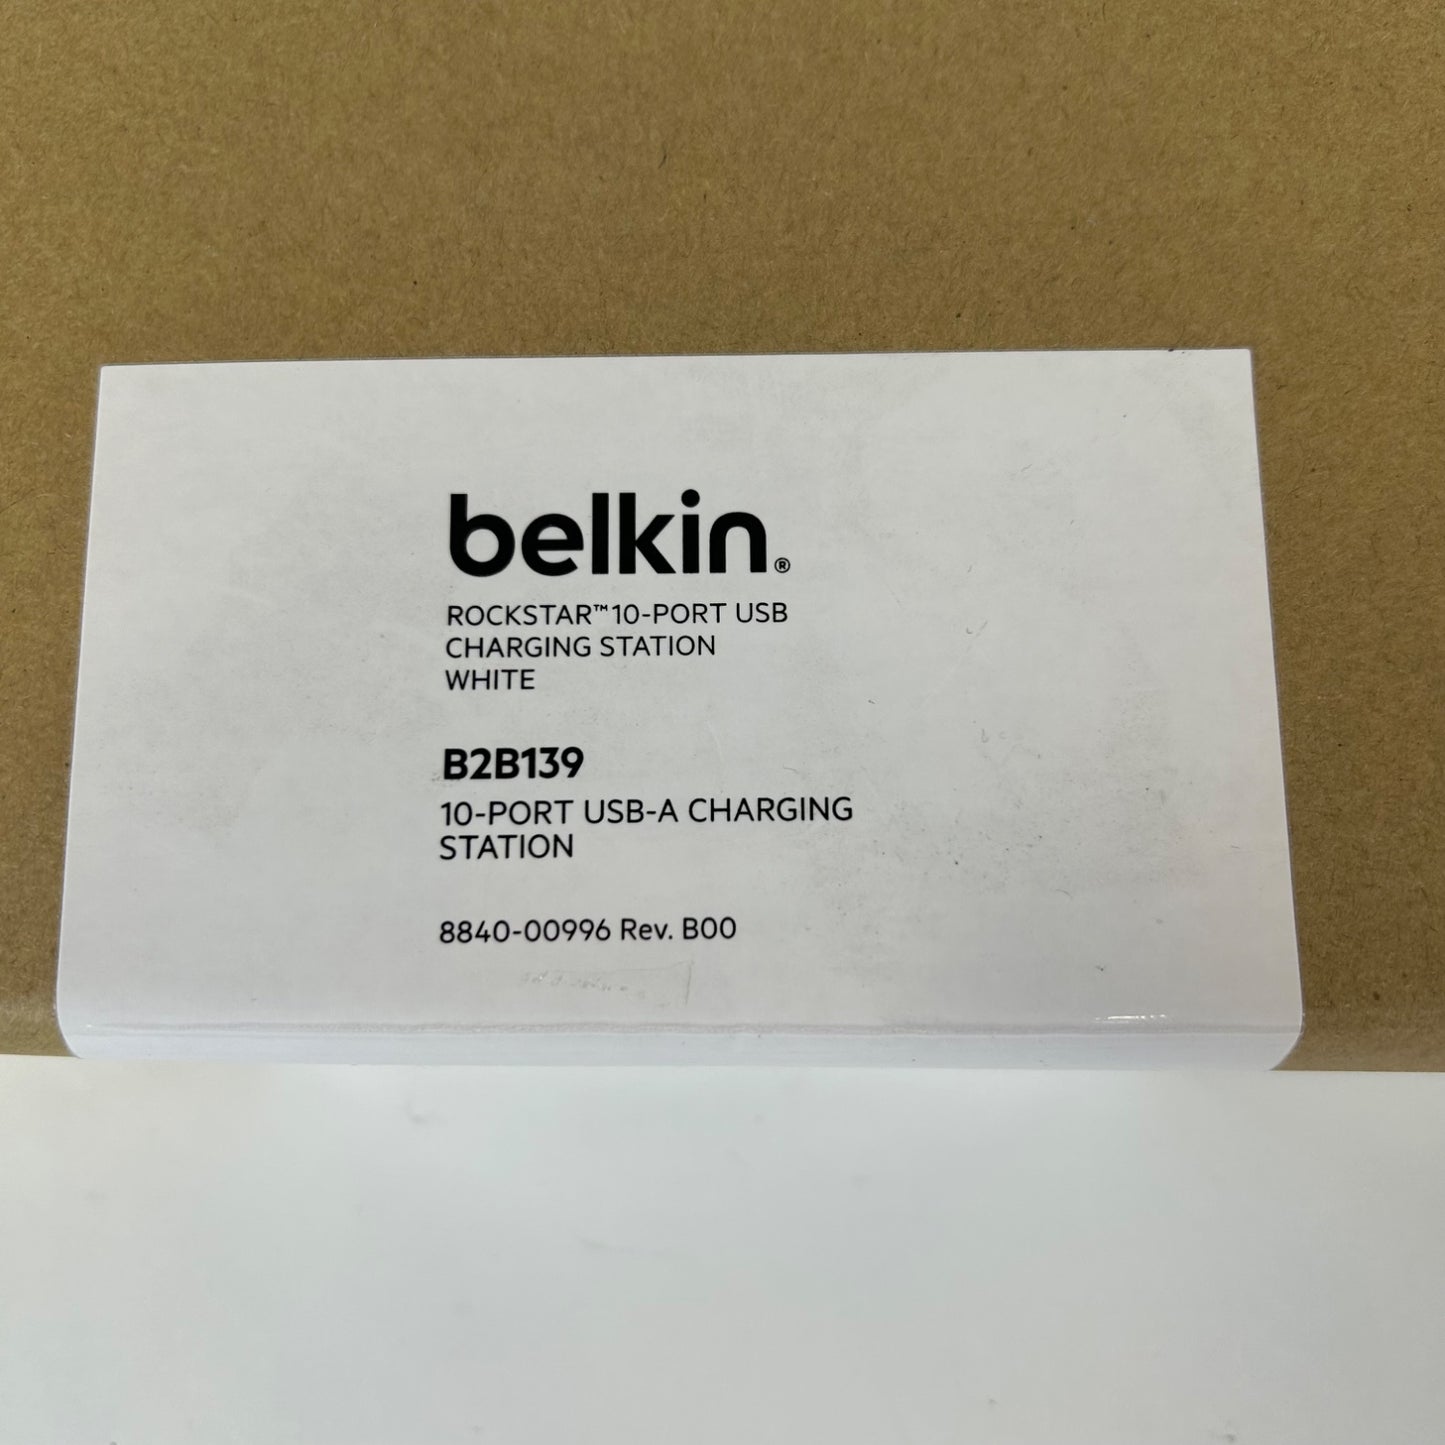 belkin®
ROCKSTAR™ 10-PORT USB
CHARGING STATION
WHITE
B2B139
10-PORT USB-A CHARGING
STATION
8840-00996 Rev. B00